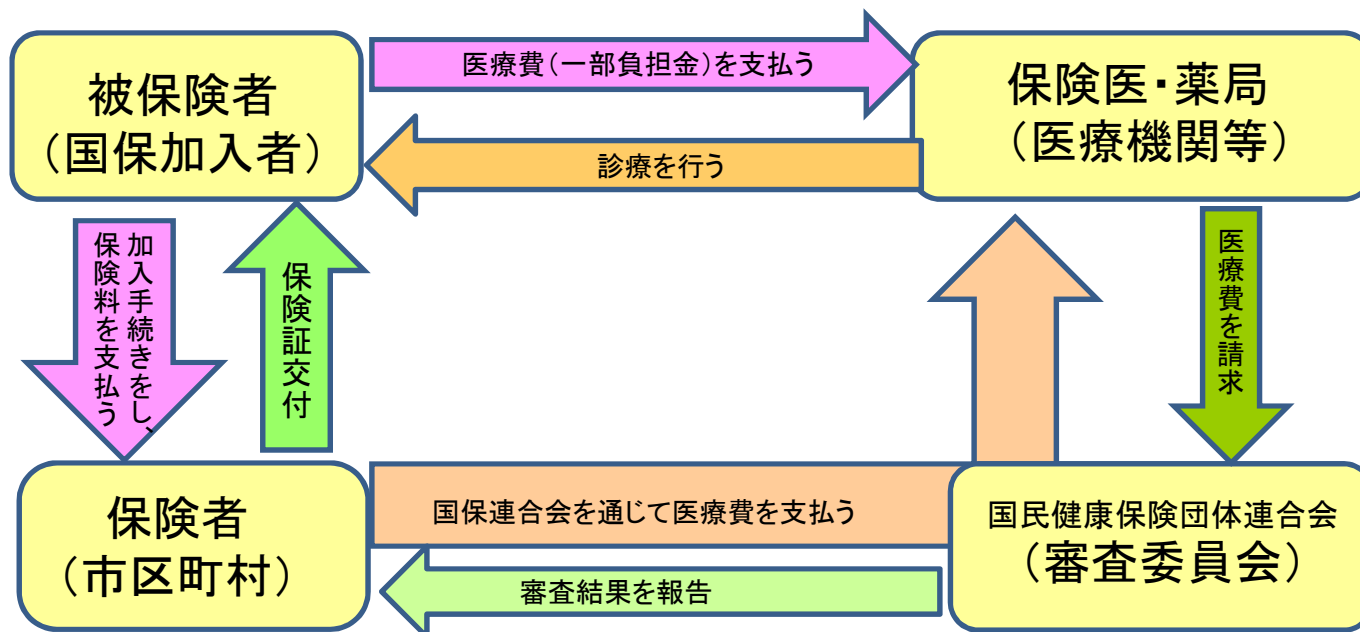 被保険者
（国保加入者）
医療費（一部負担金）を支払う
保険医・薬局
（医療機関等）
診療を行う
加入手続きをし、
保険料を支払う
保険証交付
医療費を請求
保険者
（市区町村）
国保連合会を通じて医療費を支払う
審査結果を報告
国民健康保険団体連合会
（審査委員会）